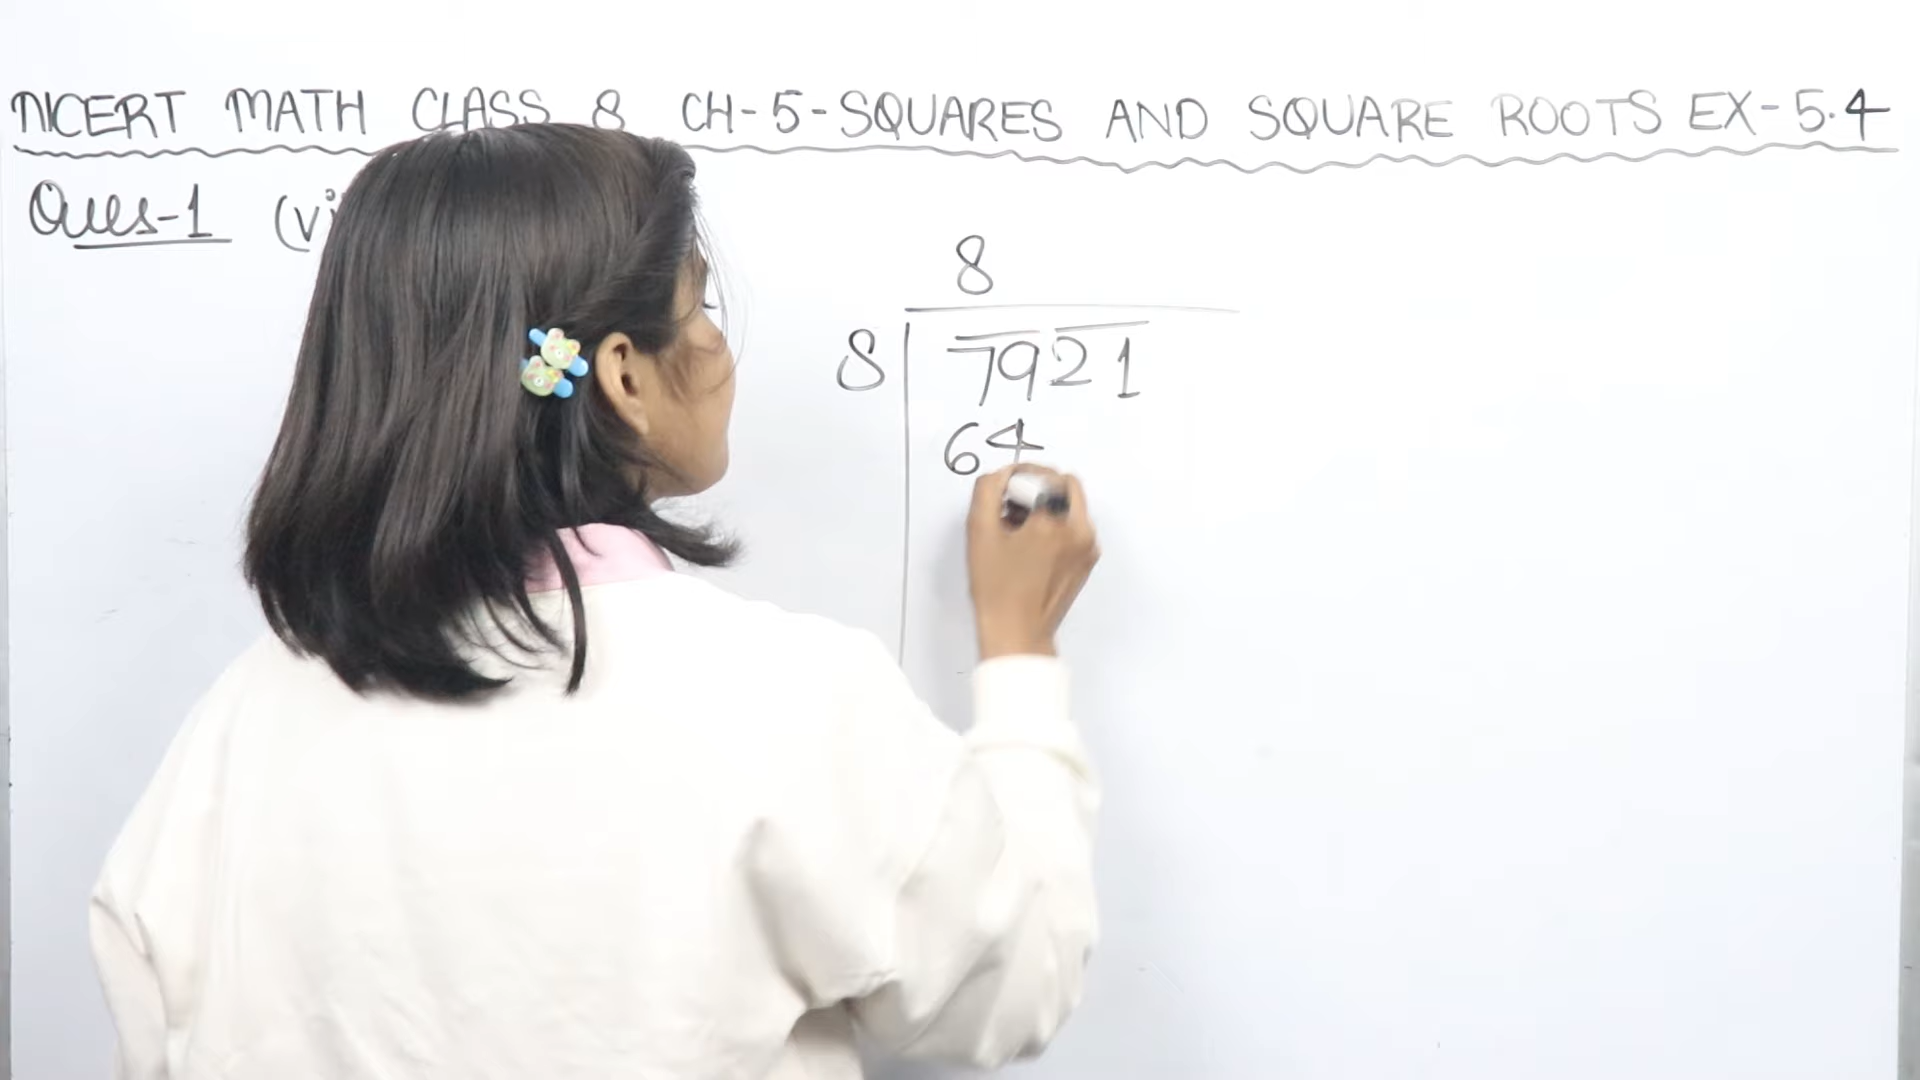 NCERT MATH CLASS 8 CH-5-SQUARES AND SQUARE ROOTS EX-5.4
Ques-1 (vi
8
8 7921
64